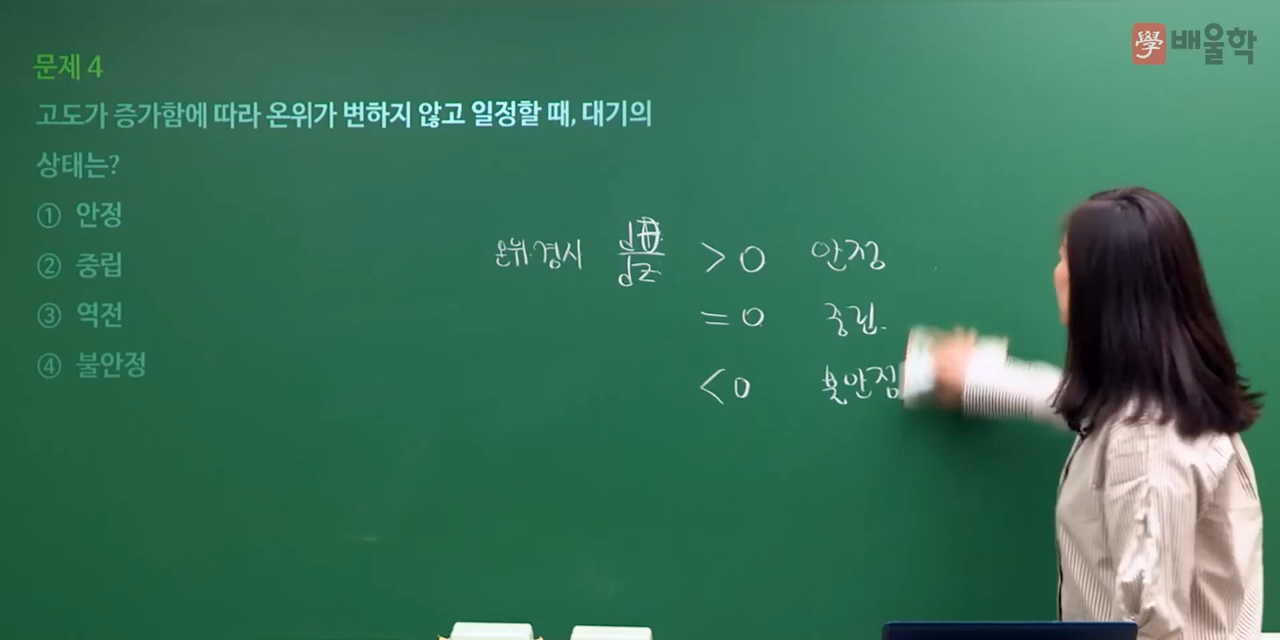 學 배울학
문제 4
고도가 증가함에 따라 온위가 변하지 않고 일정할 때, 대기의
상태는?
① 안정
② 중립
③ 역전
④ 불안정
온위경사 dθ/dz > 0 안정
= 0 중립
< 0 불안정